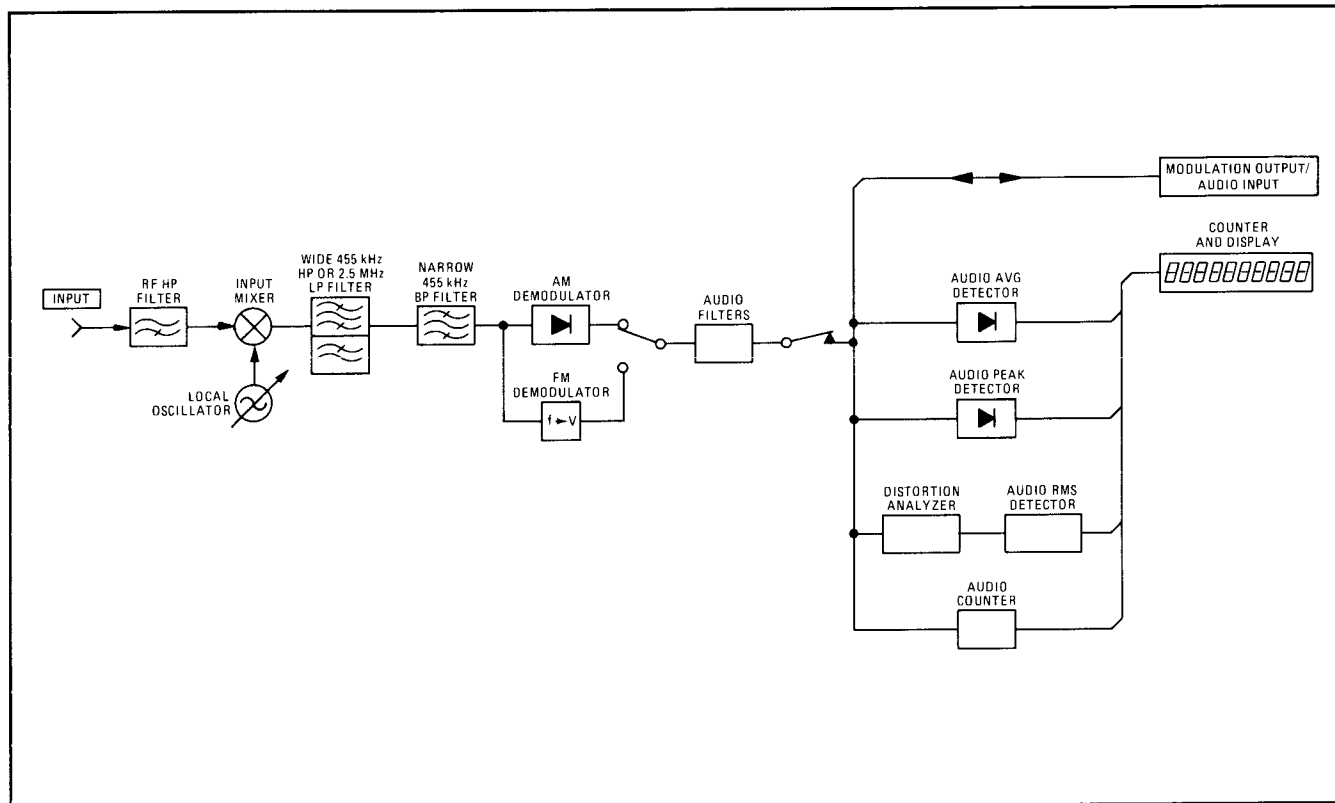 MODULATION OUTPUT/
AUDIO INPUT
COUNTER
AND DISPLAY
INPUT
RF HP
FILTER
INPUT
MIXER
WIDE 455 kHz
HP OR 2.5 MHz
LP FILTER
NARROW
455 kHz
BP FILTER
AM
DEMODULATOR
AUDIO
FILTERS
AUDIO AVG
DETECTOR
LOCAL
OSCILLATOR
FM
DEMODULATOR
f→V
AUDIO PEAK
DETECTOR
DISTORTION
ANALYZER
AUDIO RMS
DETECTOR
AUDIO
COUNTER